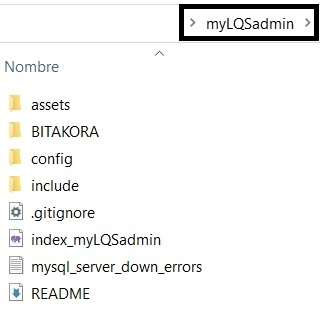 myLQSadmin
Nombre
assets
BITAKORA
config
include
.gitignore
index_myLQSadmin
mysql_server_down_errors
README